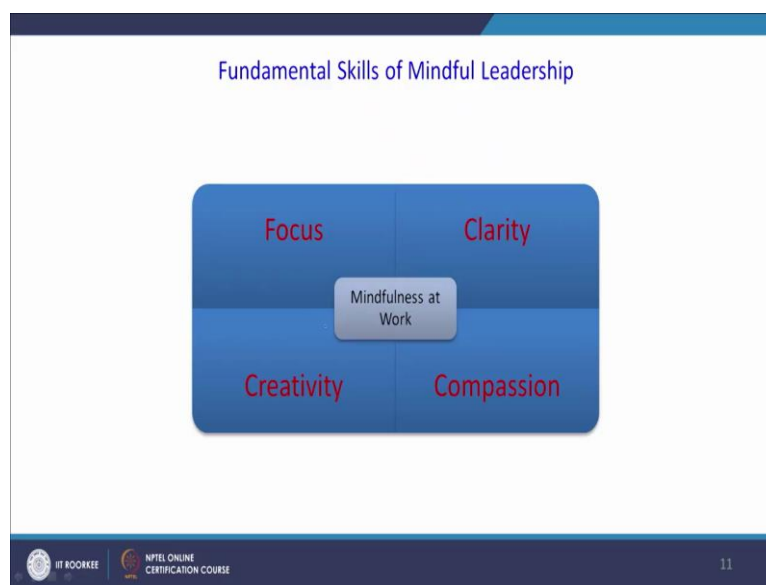 Fundamental Skills of Mindful Leadership
Focus
Clarity
Mindfulness at
Work
Creativity
Compassion
IIT ROORKEE
NPTEL ONLINE
CERTIFICATION COURSE
11